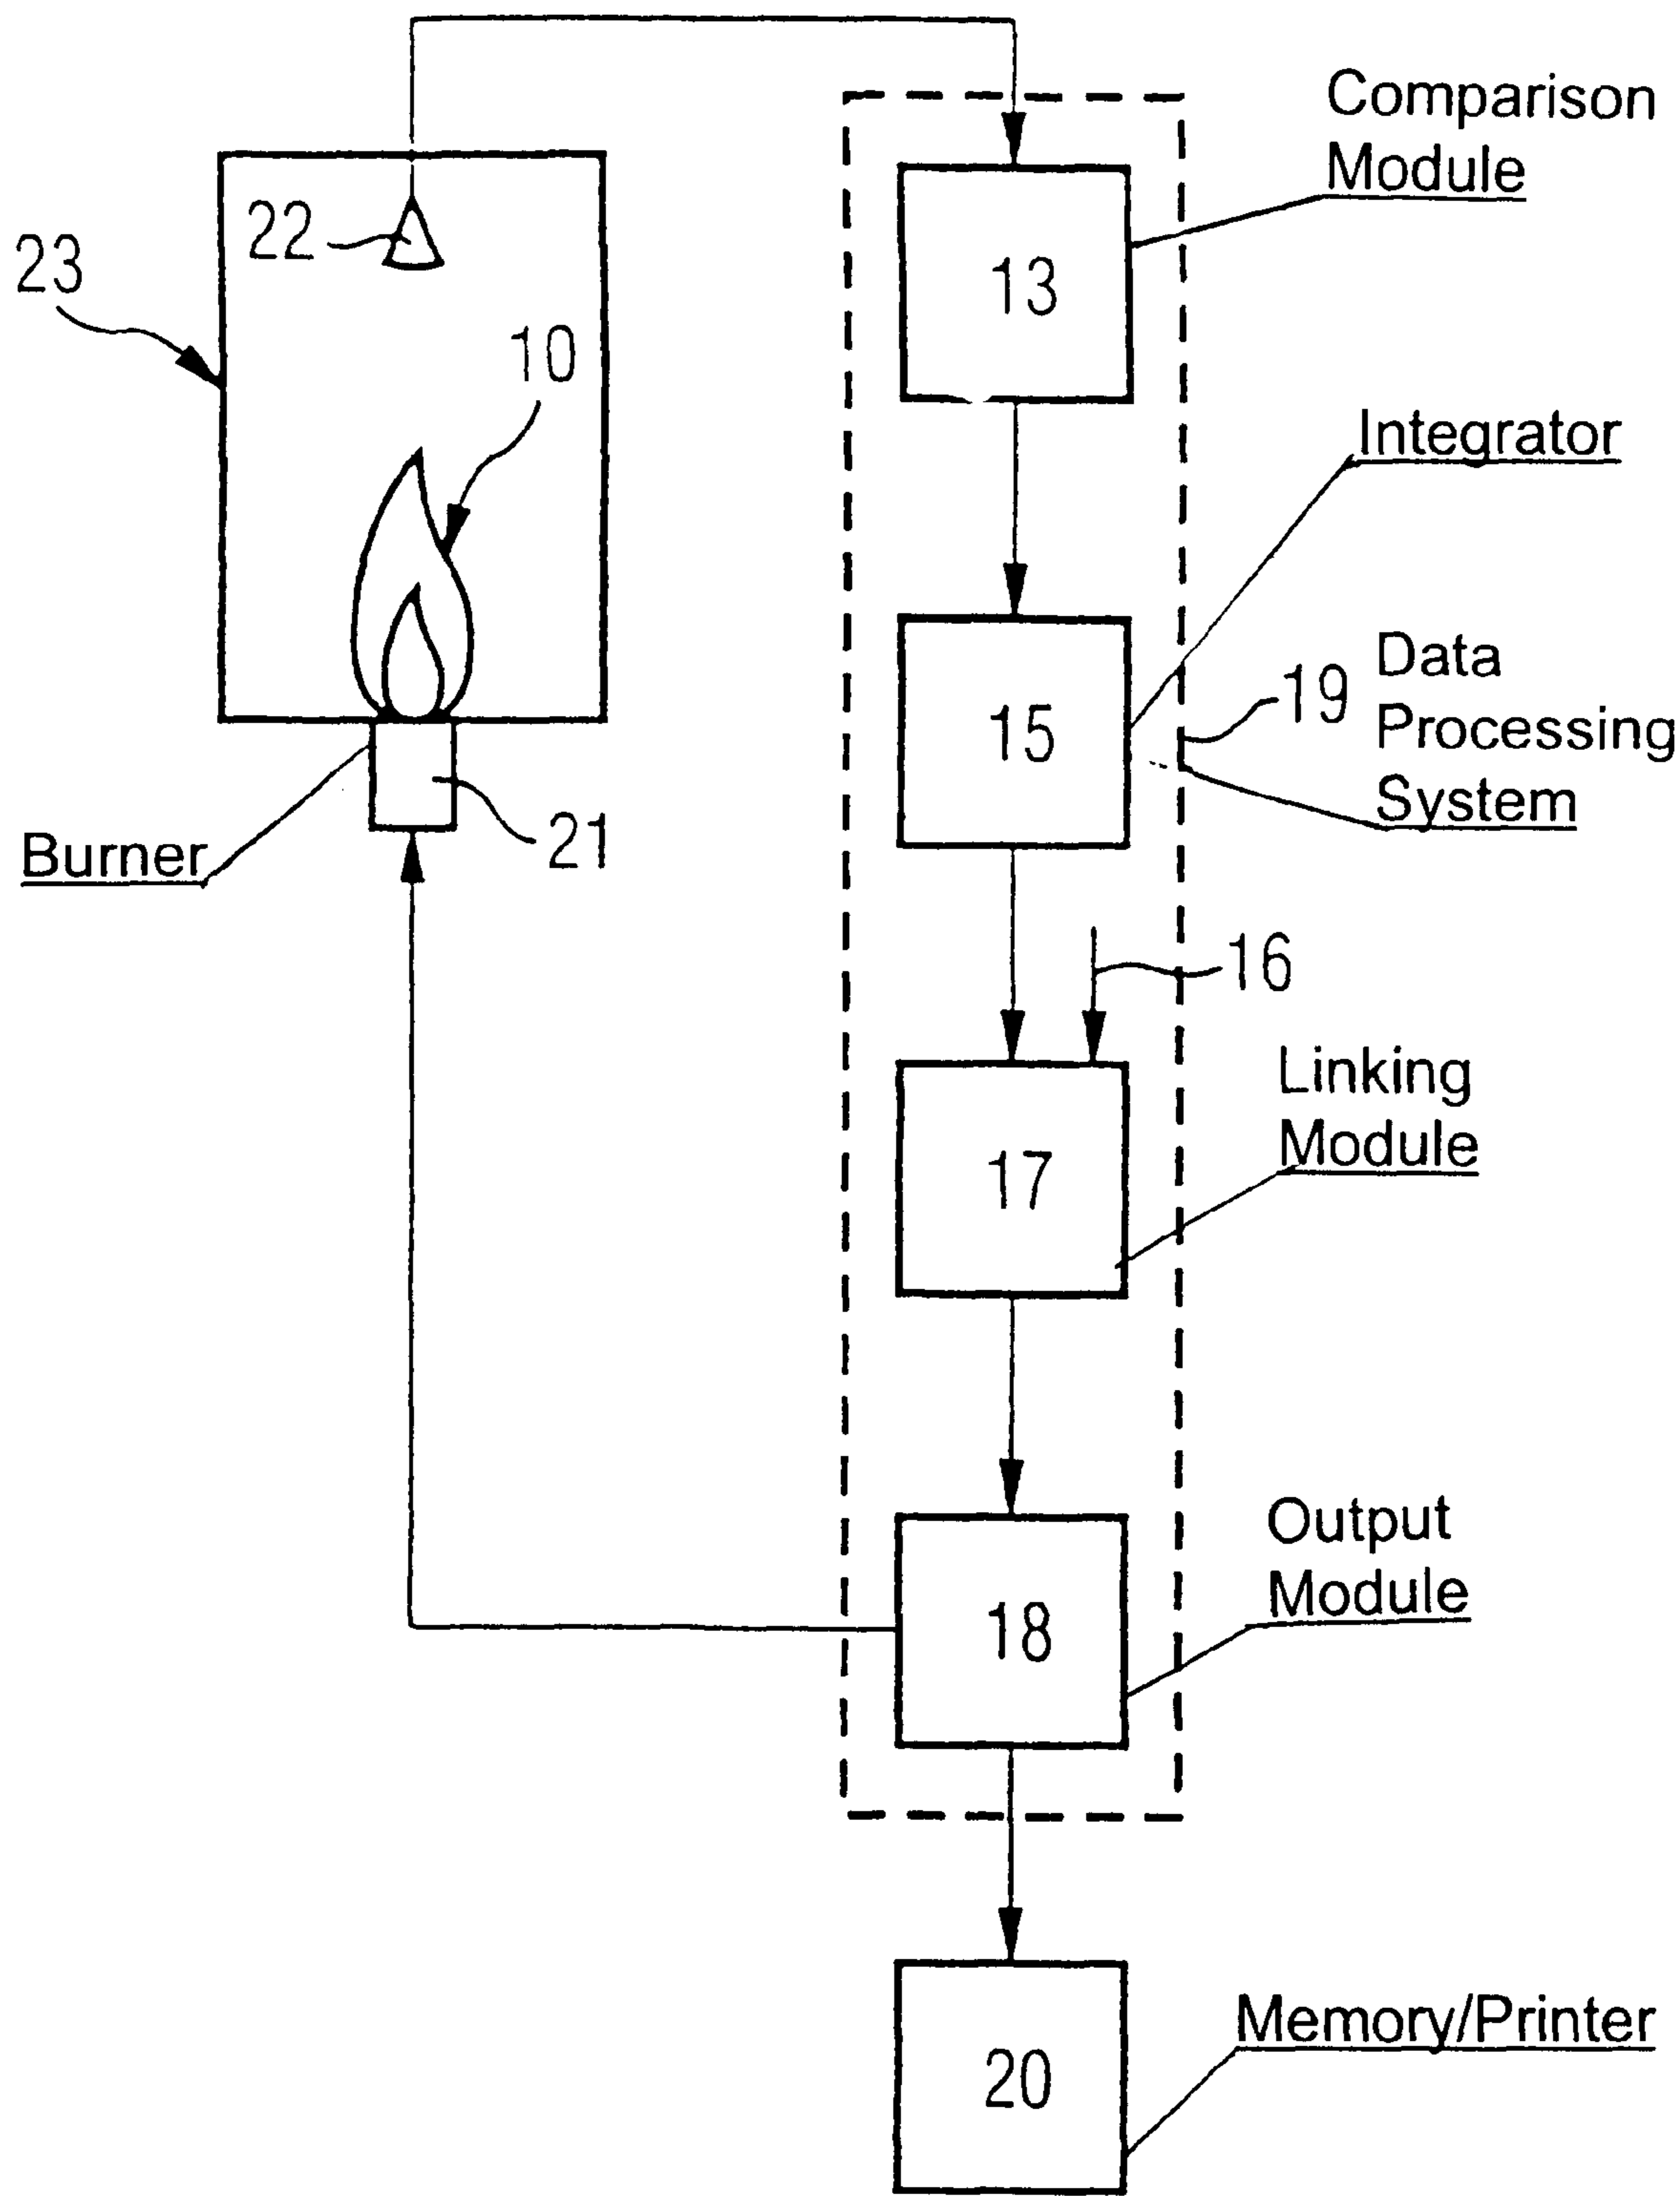 Comparison
Module
22
23
13
10
Integrator
Data
19
Processing
15
System
21
Burner
16
Linking
Module
17
Output
Module
18
Memory/Printer
20